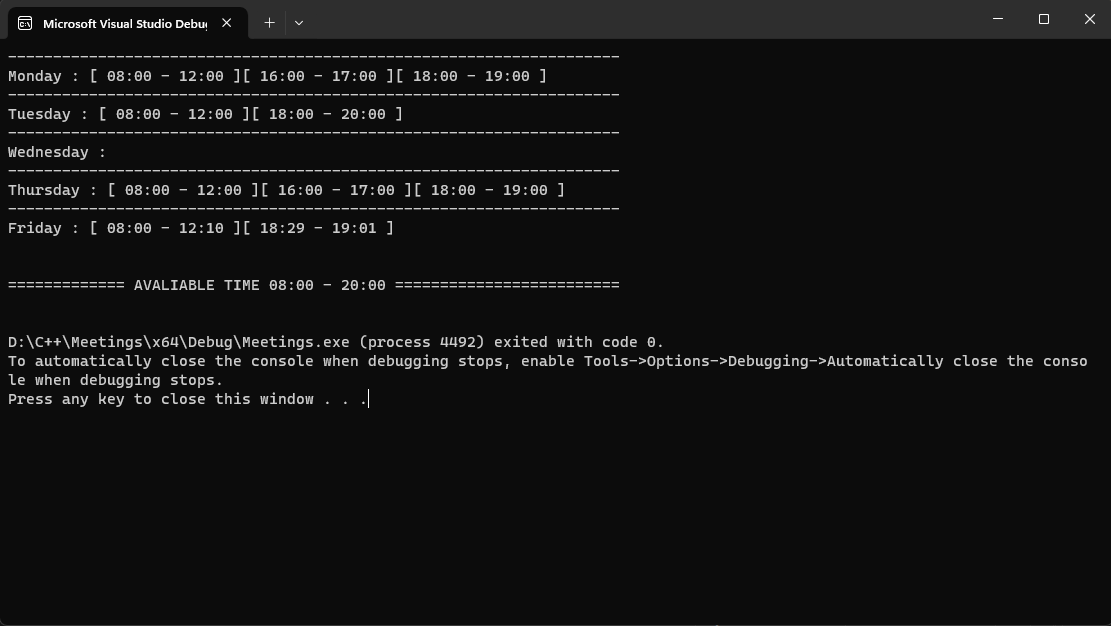 Microsoft Visual Studio Debug
--------------------------------------------------------------------
Monday : [ 08:00 - 12:00 ][ 16:00 - 17:00 ][ 18:00 - 19:00 ]
--------------------------------------------------------------------
Tuesday : [ 08:00 - 12:00 ][ 18:00 - 20:00 ]
--------------------------------------------------------------------
Wednesday :
--------------------------------------------------------------------
Thursday : [ 08:00 - 12:00 ][ 16:00 - 17:00 ][ 18:00 - 19:00 ]
--------------------------------------------------------------------
Friday : [ 08:00 - 12:10 ][ 18:29 - 19:01 ]
============= AVALIABLE TIME 08:00 - 20:00 =========================
D:\C++\Meetings\x64\Debug\Meetings.exe (process 4492) exited with code 0.
To automatically close the console when debugging stops, enable Tools->Options->Debugging->Automatically close the conso
le when debugging stops.
Press any key to close this window . . .